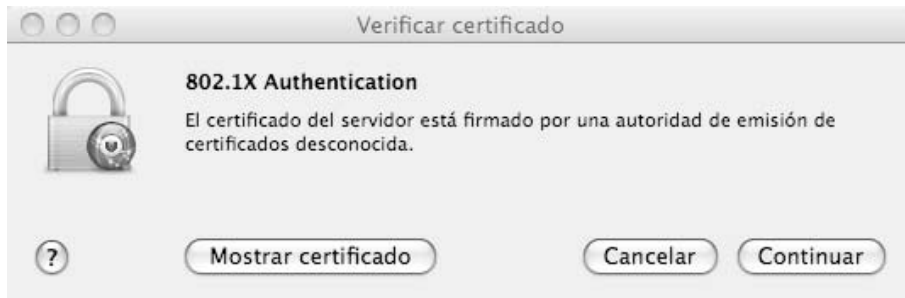 Verificar certificado
802.1X Authentication
El certificado del servidor está firmado por una autoridad de emisión de
certificados desconocida.
?
Mostrar certificado
Cancelar
Continuar